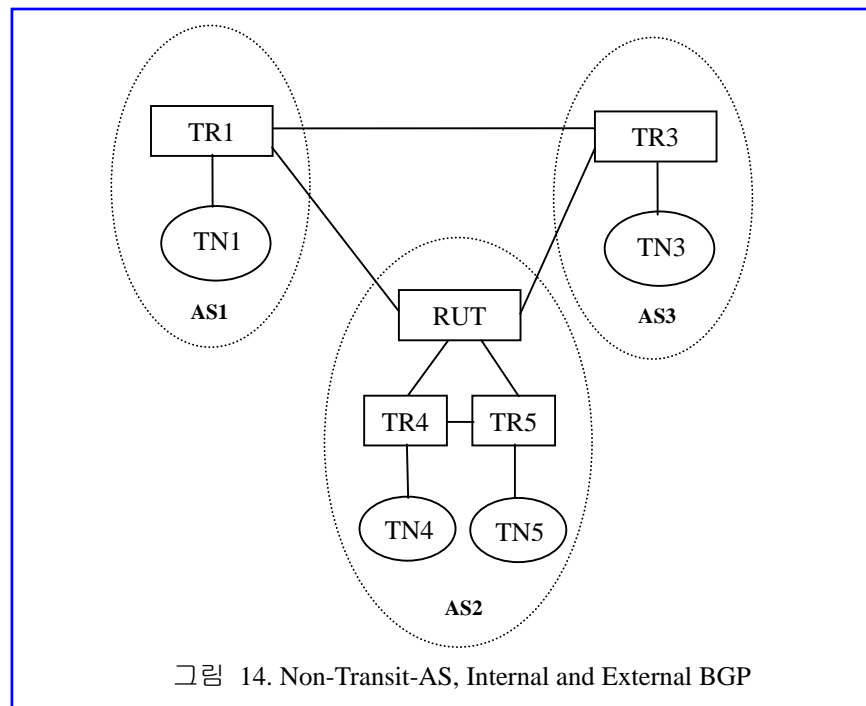 TR1
TR3
TN1
TN3
AS1
AS3
RUT
TR4
TR5
TN4
TN5
AS2
그림 14. Non-Transit-AS, Internal and External BGP